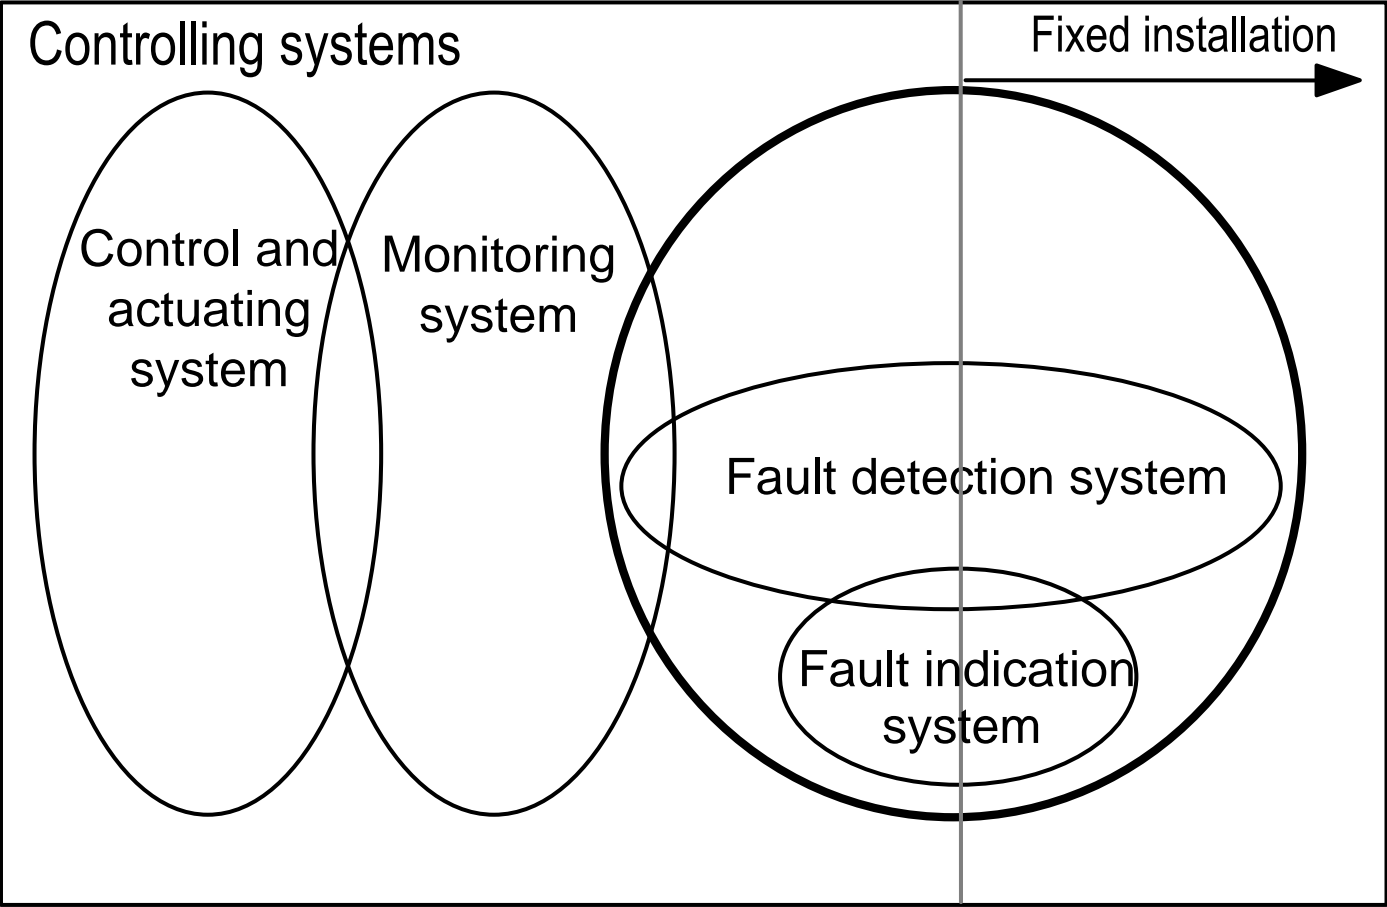 Controlling systems
Fixed installation
Control and
actuating
system
Monitoring
system
Fault detection system
Fault indication
system